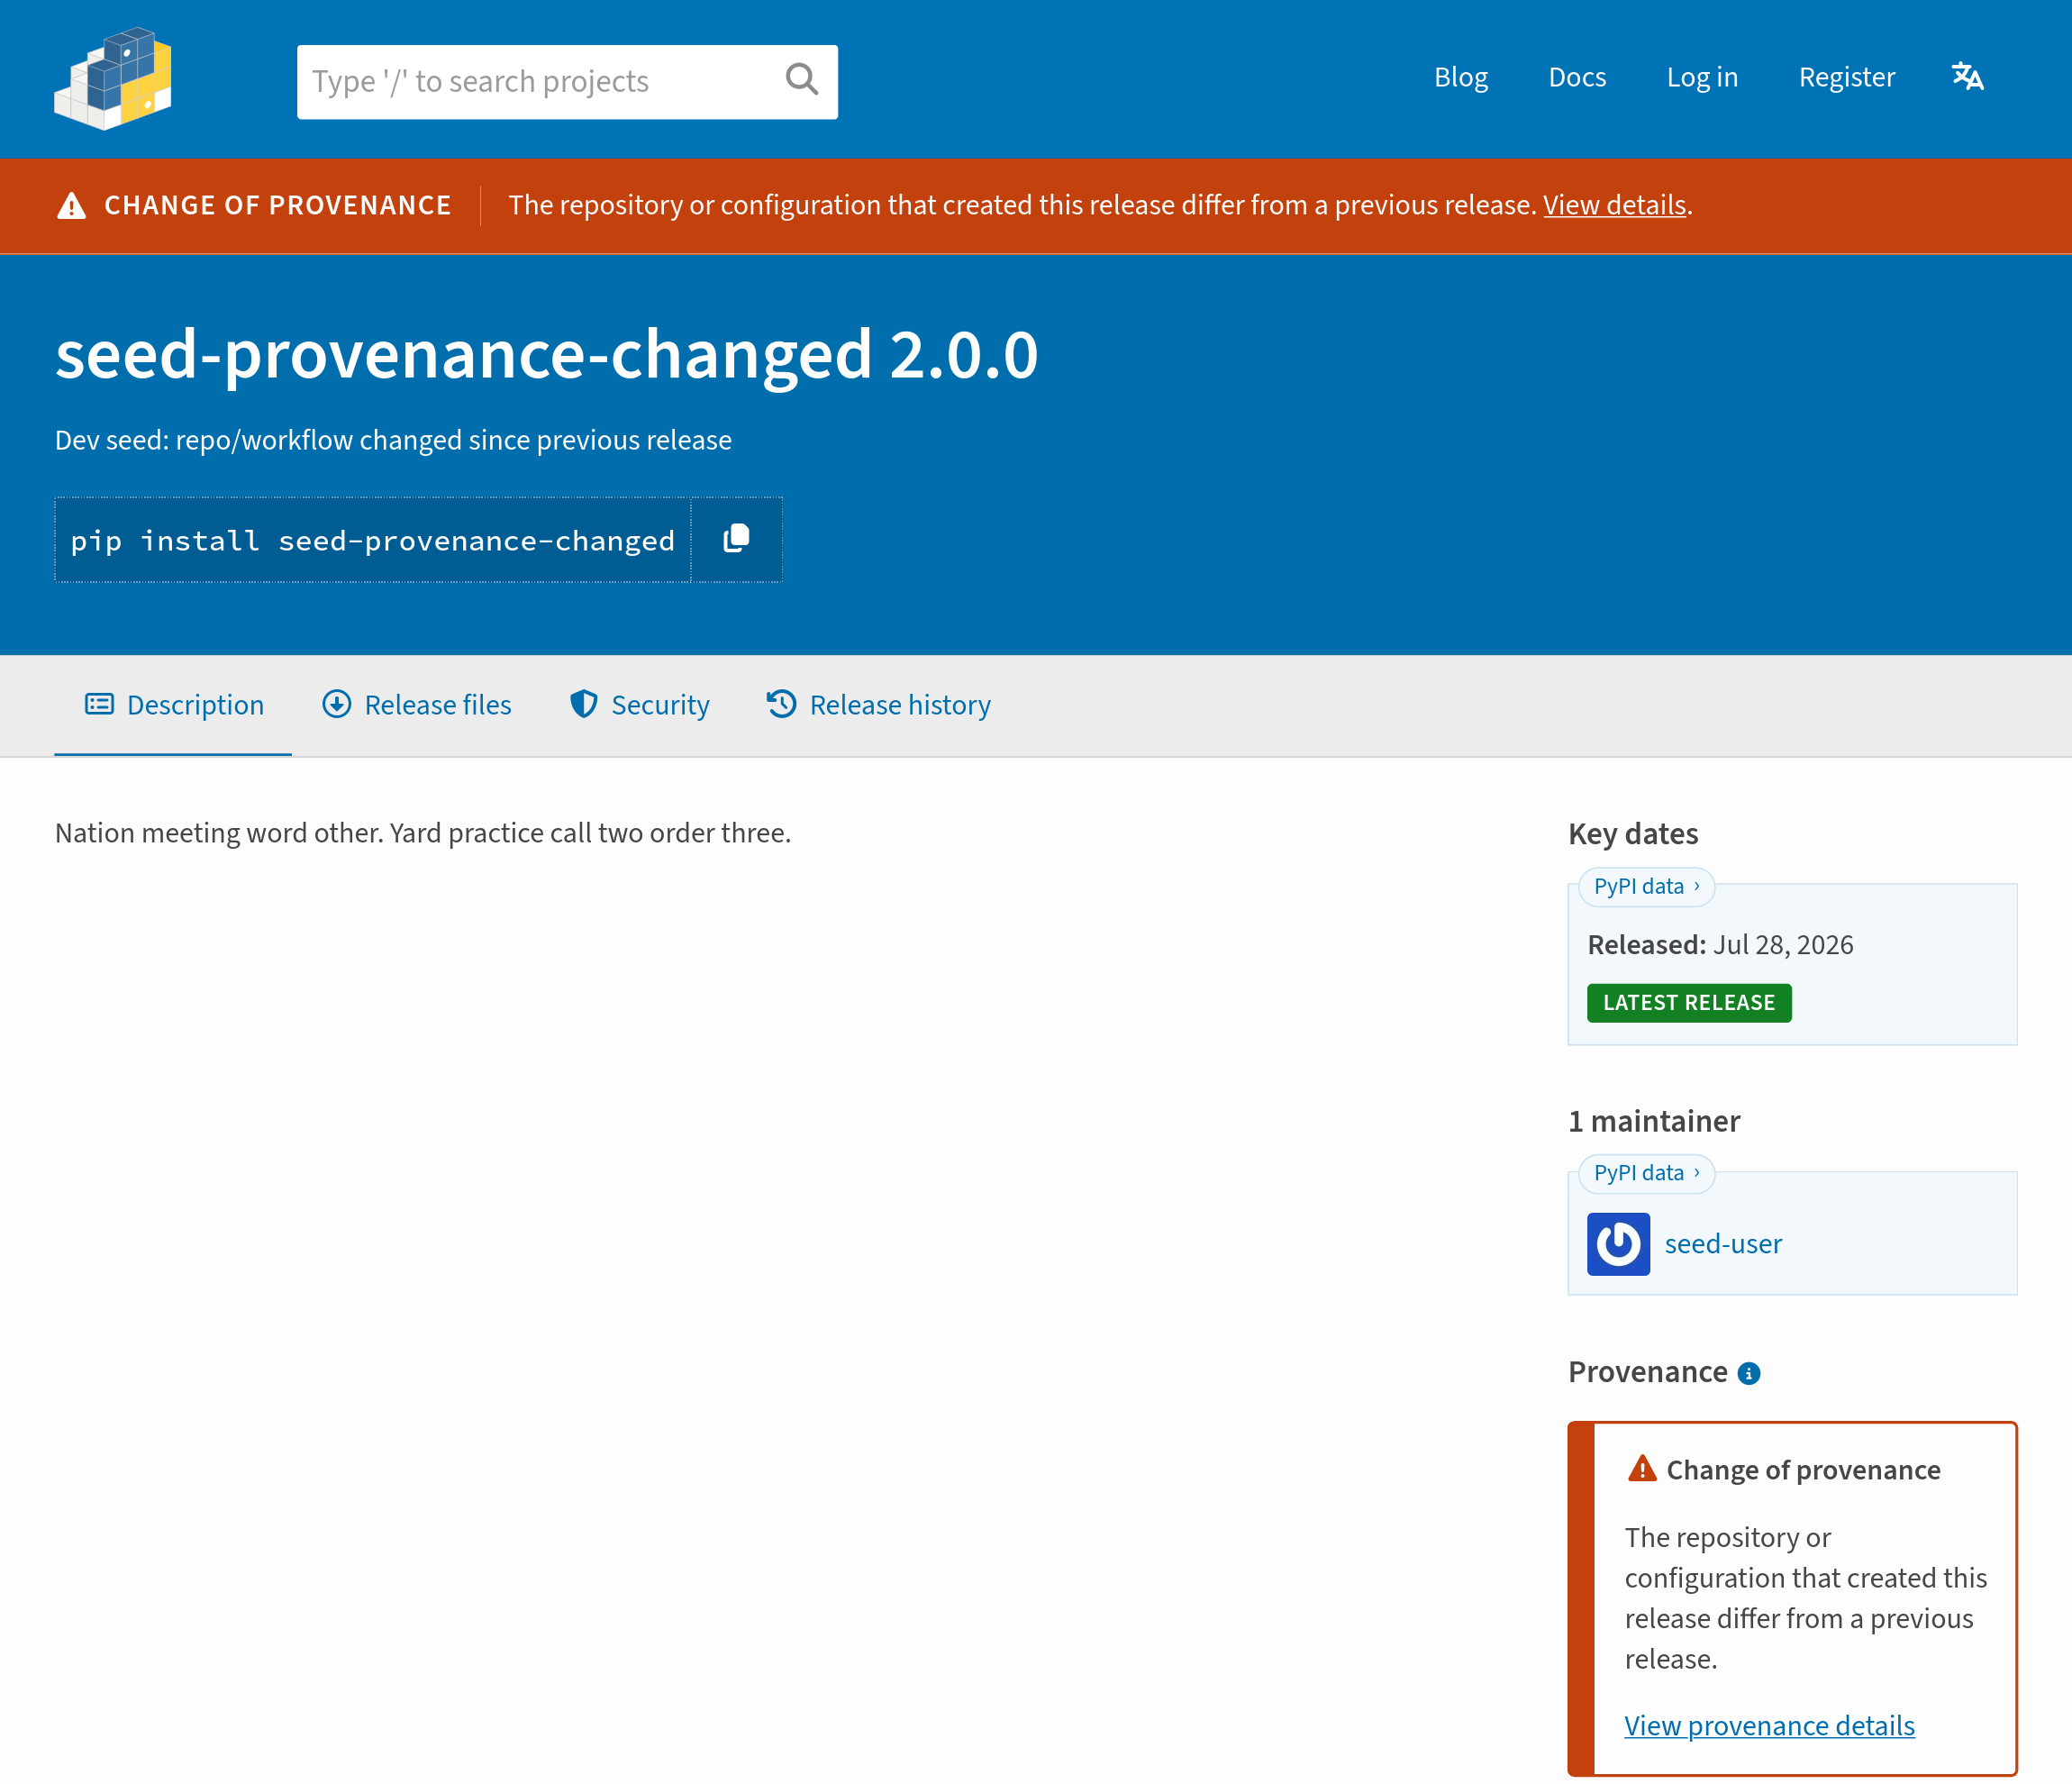 Type '/' to search projects
Blog
Docs
Log in
Register
CHANGE OF PROVENANCE
The repository or configuration that created this release differ from a previous release. View details.
seed-provenance-changed 2.0.0
Dev seed: repo/workflow changed since previous release
pip install seed-provenance-changed
Description
Release files
Security
Release history
Nation meeting word other. Yard practice call two order three.
Key dates
PyPI data ›
Released: Jul 28, 2026
LATEST RELEASE
1 maintainer
PyPI data ›
seed-user
Provenance
Change of provenance
The repository or
configuration that created this
release differ from a previous
release.
View provenance details